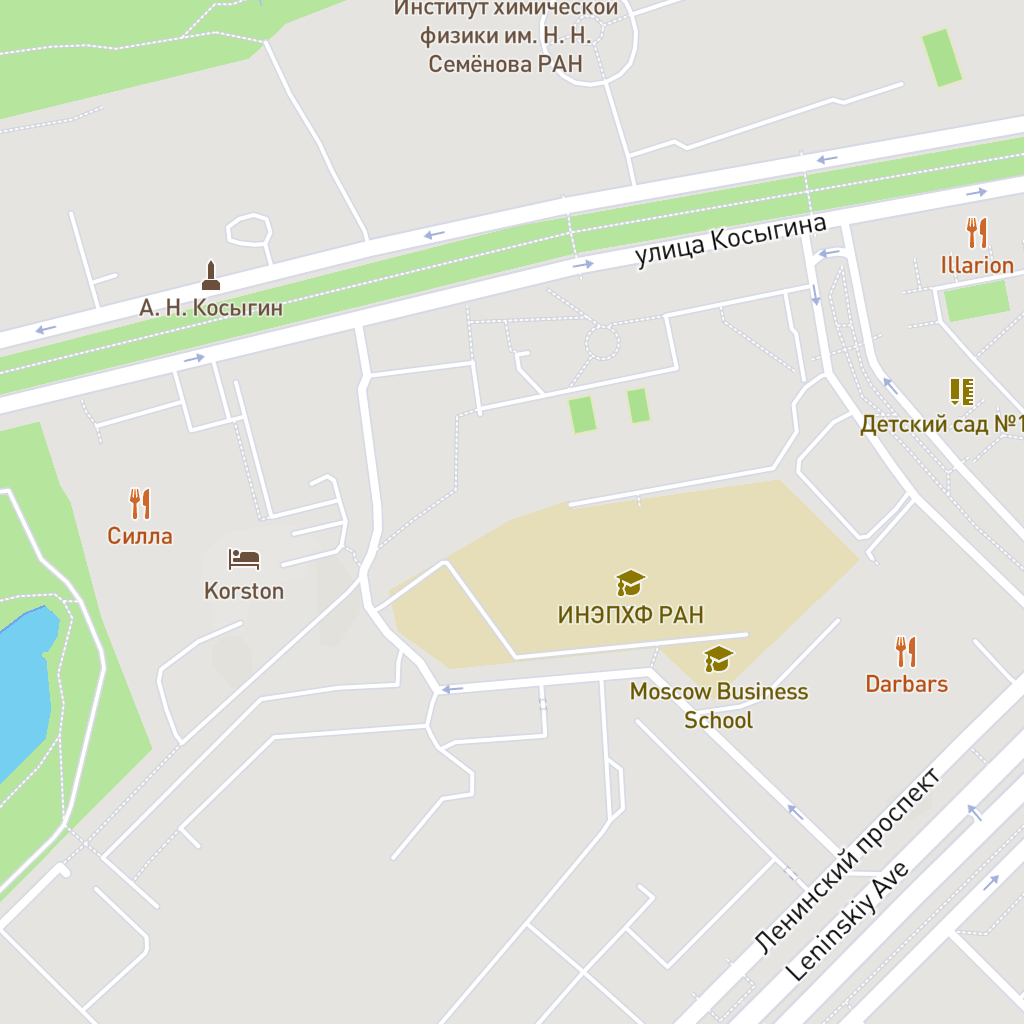 Институт химической
физики им. Н. Н.
Семёнова РАН
улица Косыгина
Illarion
А. Н. Косыгин
Детский сад №1
Силла
Korston
ИНЭПХФ РАН
Moscow Business
School
Darbars
Ленинский проспект
Leninskiy Ave